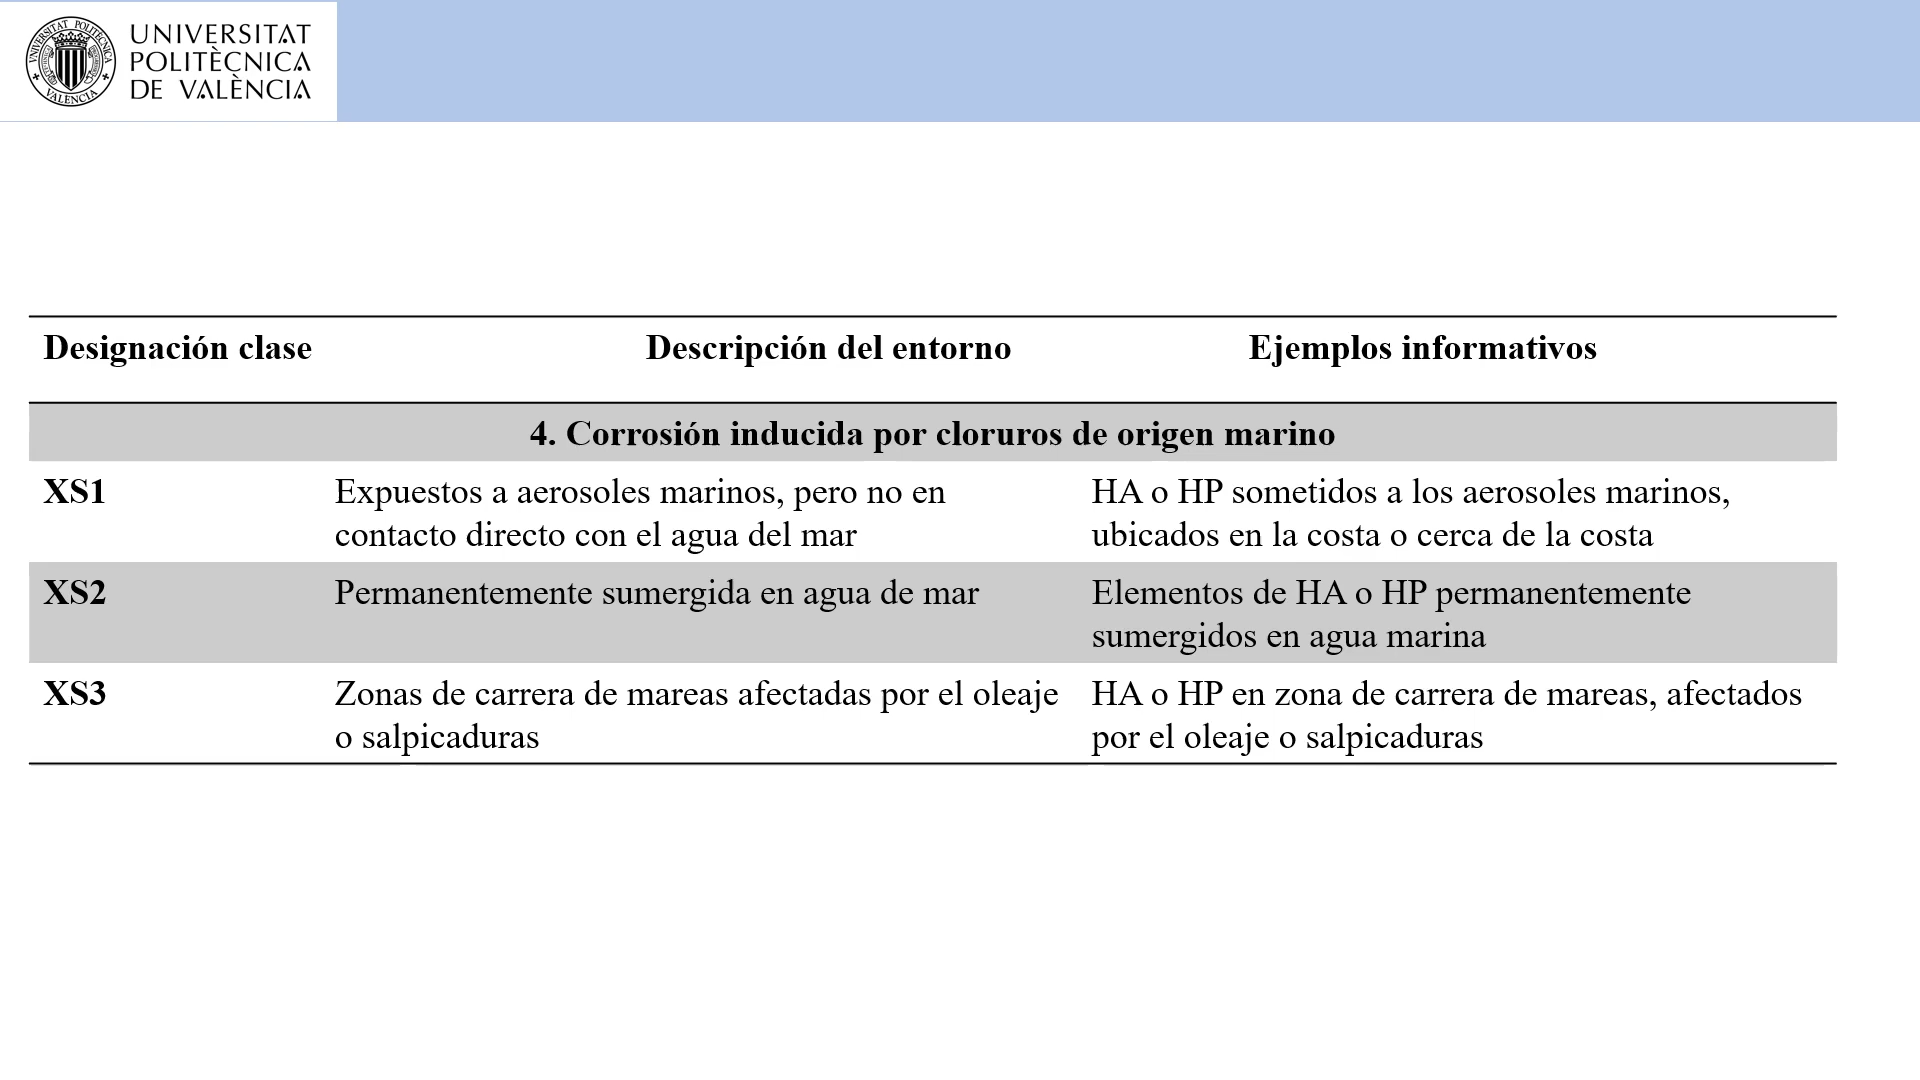 UNIVERSITAT
POLITÈCNICA
DE VALÈNCIA
Designación clase
Descripción del entorno
Ejemplos informativos
4. Corrosión inducida por cloruros de origen marino
XS1
Expuestos a aerosoles marinos, pero no en
contacto directo con el agua del mar
HA o HP sometidos a los aerosoles marinos,
ubicados en la costa o cerca de la costa
XS2
Permanentemente sumergida en agua de mar
Elementos de HA o HP permanentemente
sumergidos en agua marina
XS3
Zonas de carrera de mareas afectadas por el oleaje
o salpicaduras
HA o HP en zona de carrera de mareas, afectados
por el oleaje o salpicaduras